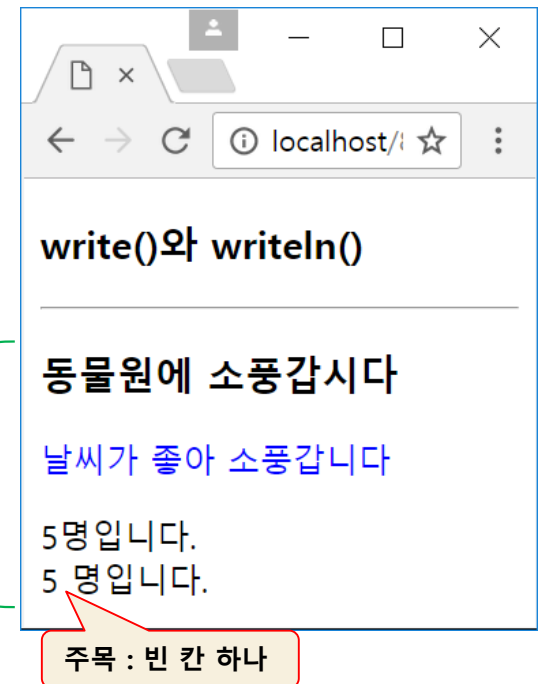 localhost/8
write()와 writeln()
동물원에 소풍갑시다
날씨가 좋아 소풍갑니다
5명입니다.
5 명입니다.
주목 : 빈 칸 하나